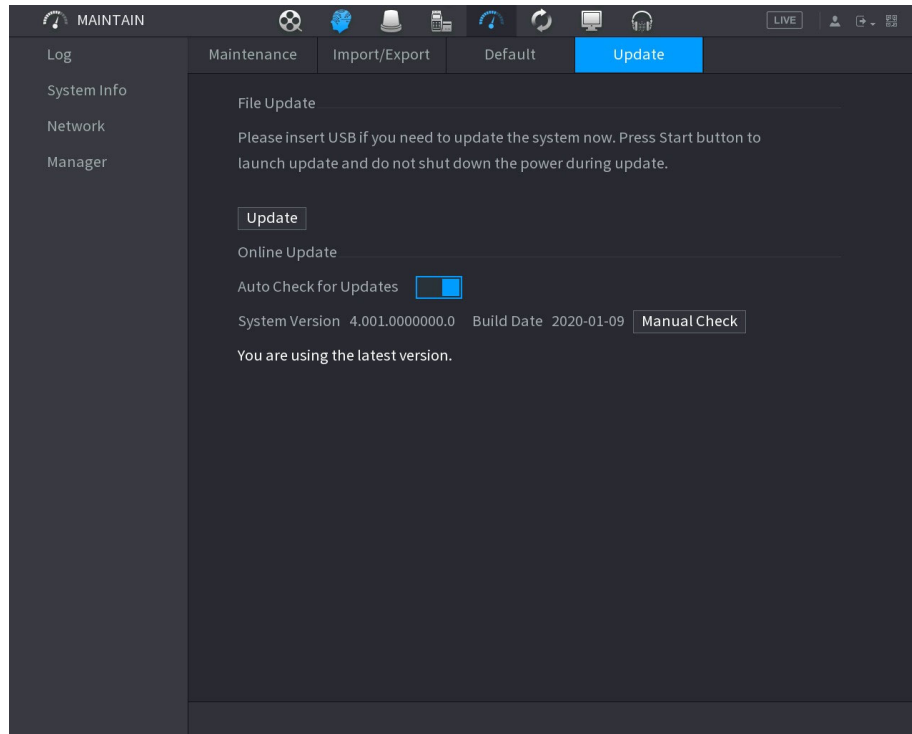 MAINTAIN
LIVE
Log
System Info
Network
Manager
Maintenance Import/Export Default Update
File Update
Please insert USB if you need to update the system now. Press Start button to
launch update and do not shut down the power during update.
Update
Online Update
Auto Check for Updates
System Version 4.001.0000000.0 Build Date 2020-01-09 Manual Check
You are using the latest version.